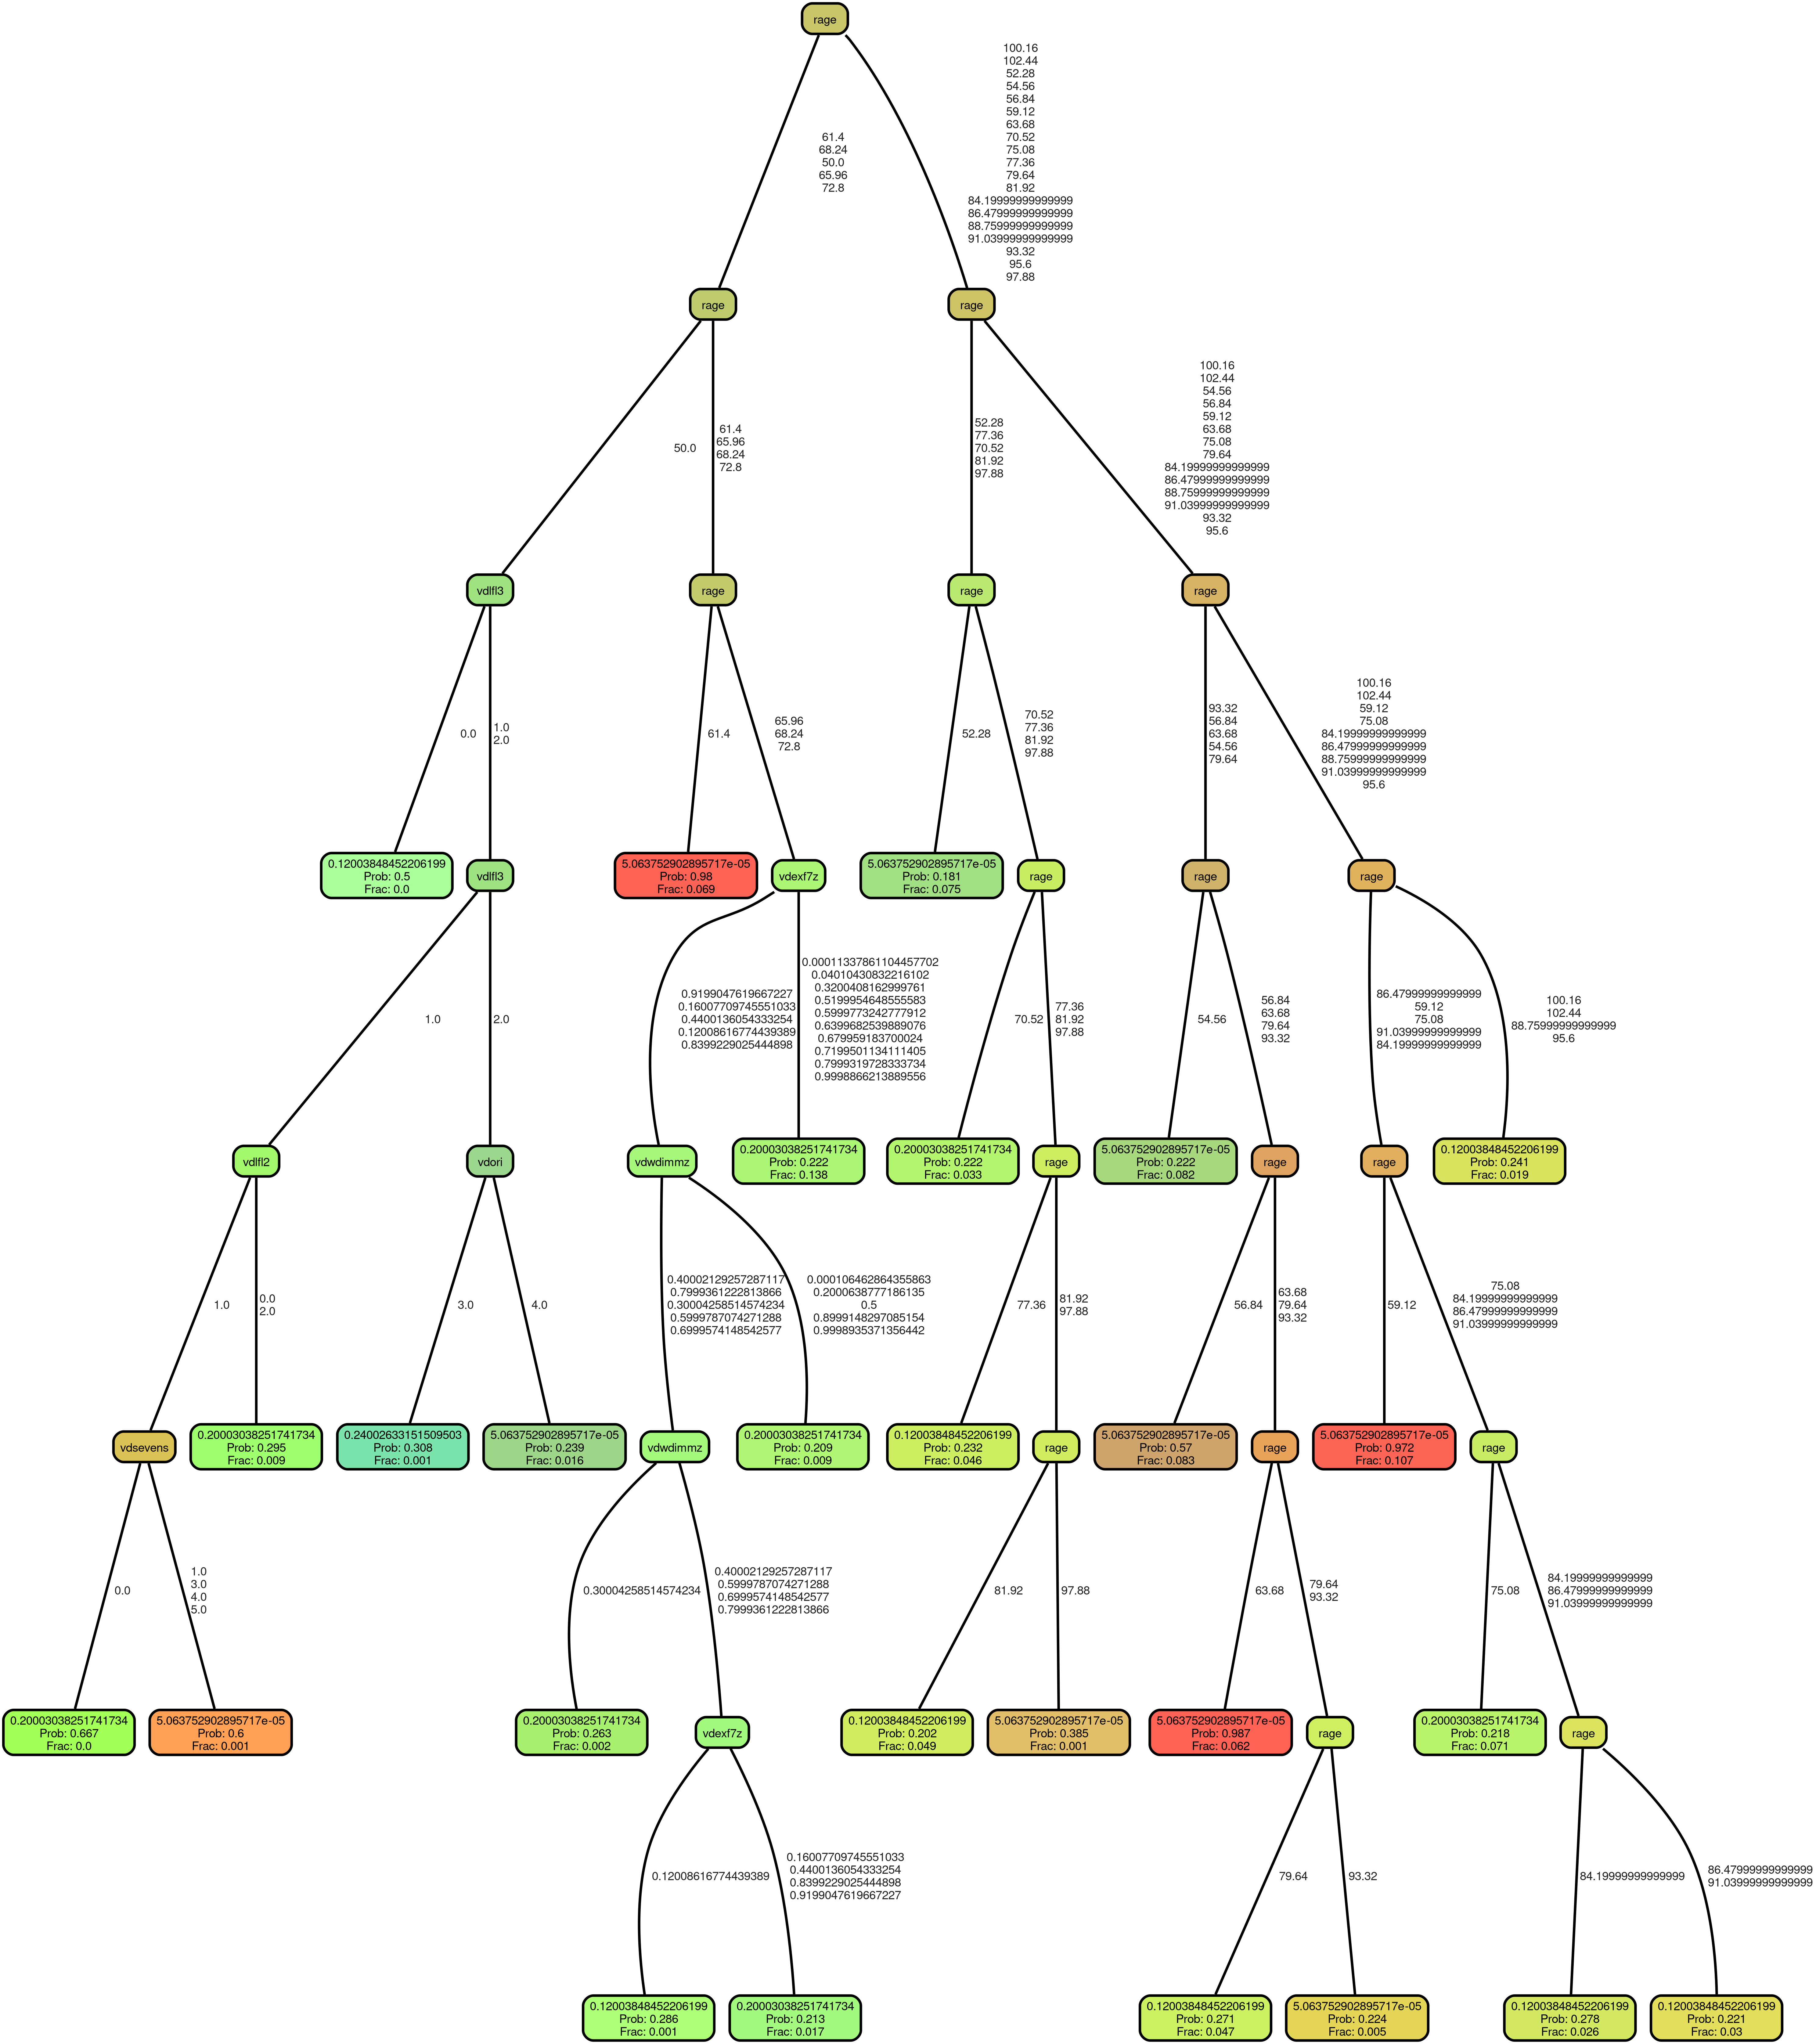 rage
61.4
68.24
50.0
65.96
72.8
100.16
102.44
52.28
54.56
56.84
59.12
63.68
70.52
75.08
77.36
79.64
81.92
84.19999999999999
86.47999999999999
88.75999999999999
91.03999999999999
93.32
95.6
97.88
rage
rage
50.0
61.4
65.96
68.24
72.8
52.28
77.36
70.52
81.92
97.88
100.16
102.44
54.56
56.84
59.12
63.68
75.08
79.64
84.19999999999999
86.47999999999999
88.75999999999999
91.03999999999999
93.32
95.6
vdlfl3
rage
rage
rage
0.0
1.0
2.0
61.4
65.96
68.24
72.8
52.28
70.52
77.36
81.92
97.88
93.32
56.84
63.68
54.56
79.64
100.16
102.44
59.12
75.08
84.19999999999999
86.47999999999999
88.75999999999999
91.03999999999999
95.6
0.12003848452206199
Prob: 0.5
Frac: 0.0
vdlfl3
5.063752902895717e-05
Prob: 0.98
Frac: 0.069
vdexf7z
5.063752902895717e-05
Prob: 0.181
Frac: 0.075
rage
rage
rage
1.0
2.0
0.9199047619667227
0.16007709745551033
0.4400136054333254
0.12008616774439389
0.8399229025444898
0.00011337861104457702
0.04010430832216102
0.3200408162999761
0.5199954648555583
0.5999773242777912
0.6399682539889076
0.679959183700024
0.7199501134111405
0.7999319728333734
0.9998866213889556
70.52
77.36
81.92
97.88
54.56
56.84
63.68
79.64
93.32
86.47999999999999
59.12
75.08
91.03999999999999
84.19999999999999
100.16
102.44
88.75999999999999
95.6
vdlfl2
vdori
vdwdimmz
0.20003038251741734
Prob: 0.222
Frac: 0.138
0.20003038251741734
Prob: 0.222
Frac: 0.033
rage
5.063752902895717e-05
Prob: 0.222
Frac: 0.082
rage
rage
0.12003848452206199
Prob: 0.241
Frac: 0.019
1.0
0.0
2.0
3.0
4.0
0.40002129257287117
0.7999361222813866
0.30004258514574234
0.5999787074271288
0.6999574148542577
0.000106462864355863
0.2000638777186135
0.5
0.8999148297085154
0.9998935371356442
77.36
81.92
97.88
56.84
63.68
79.64
93.32
59.12
75.08
84.19999999999999
86.47999999999999
91.03999999999999
vdsevens
0.20003038251741734
Prob: 0.295
Frac: 0.009
0.24002633151509503
Prob: 0.308
Frac: 0.001
5.063752902895717e-05
Prob: 0.239
Frac: 0.016
vdwdimmz
0.20003038251741734
Prob: 0.209
Frac: 0.009
0.12003848452206199
Prob: 0.232
Frac: 0.046
rage
5.063752902895717e-05
Prob: 0.57
Frac: 0.083
rage
5.063752902895717e-05
Prob: 0.972
Frac: 0.107
rage
0.0
1.0
3.0
4.0
5.0
0.30004258514574234
0.40002129257287117
0.5999787074271288
0.6999574148542577
0.7999361222813866
81.92
97.88
63.68
79.64
93.32
75.08
84.19999999999999
86.47999999999999
91.03999999999999
0.20003038251741734
Prob: 0.667
Frac: 0.0
5.063752902895717e-05
Prob: 0.6
Frac: 0.001
0.20003038251741734
Prob: 0.263
Frac: 0.002
vdexf7z
0.12003848452206199
Prob: 0.202
Frac: 0.049
5.063752902895717e-05
Prob: 0.385
Frac: 0.001
5.063752902895717e-05
Prob: 0.987
Frac: 0.062
rage
0.20003038251741734
Prob: 0.218
Frac: 0.071
rage
0.12008616774439389
0.16007709745551033
0.4400136054333254
0.8399229025444898
0.9199047619667227
79.64
93.32
84.19999999999999
86.47999999999999
91.03999999999999
0.12003848452206199
Prob: 0.286
Frac: 0.001
0.20003038251741734
Prob: 0.213
Frac: 0.017
0.12003848452206199
Prob: 0.271
Frac: 0.047
5.063752902895717e-05
Prob: 0.224
Frac: 0.005
0.12003848452206199
Prob: 0.278
Frac: 0.026
0.12003848452206199
Prob: 0.221
Frac: 0.03